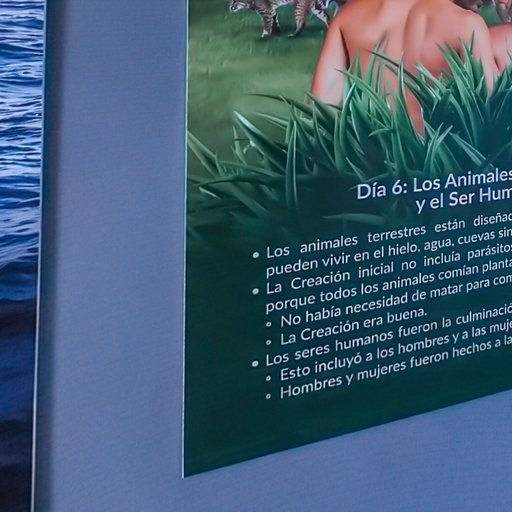 Día 6: Los Animales
y el Ser Hum
• Los animales terrestres están diseñad
pueden vivir en el hielo, agua, cuevas sin
• La Creación inicial no incluía parásitos
porque todos los animales comían planta
◦ No había necesidad de matar para com
◦ La Creación era buena.
• Los seres humanos fueron la culminació
◦ Esto incluyó a los hombres y a las muje
◦ Hombres y mujeres fueron hechos a la